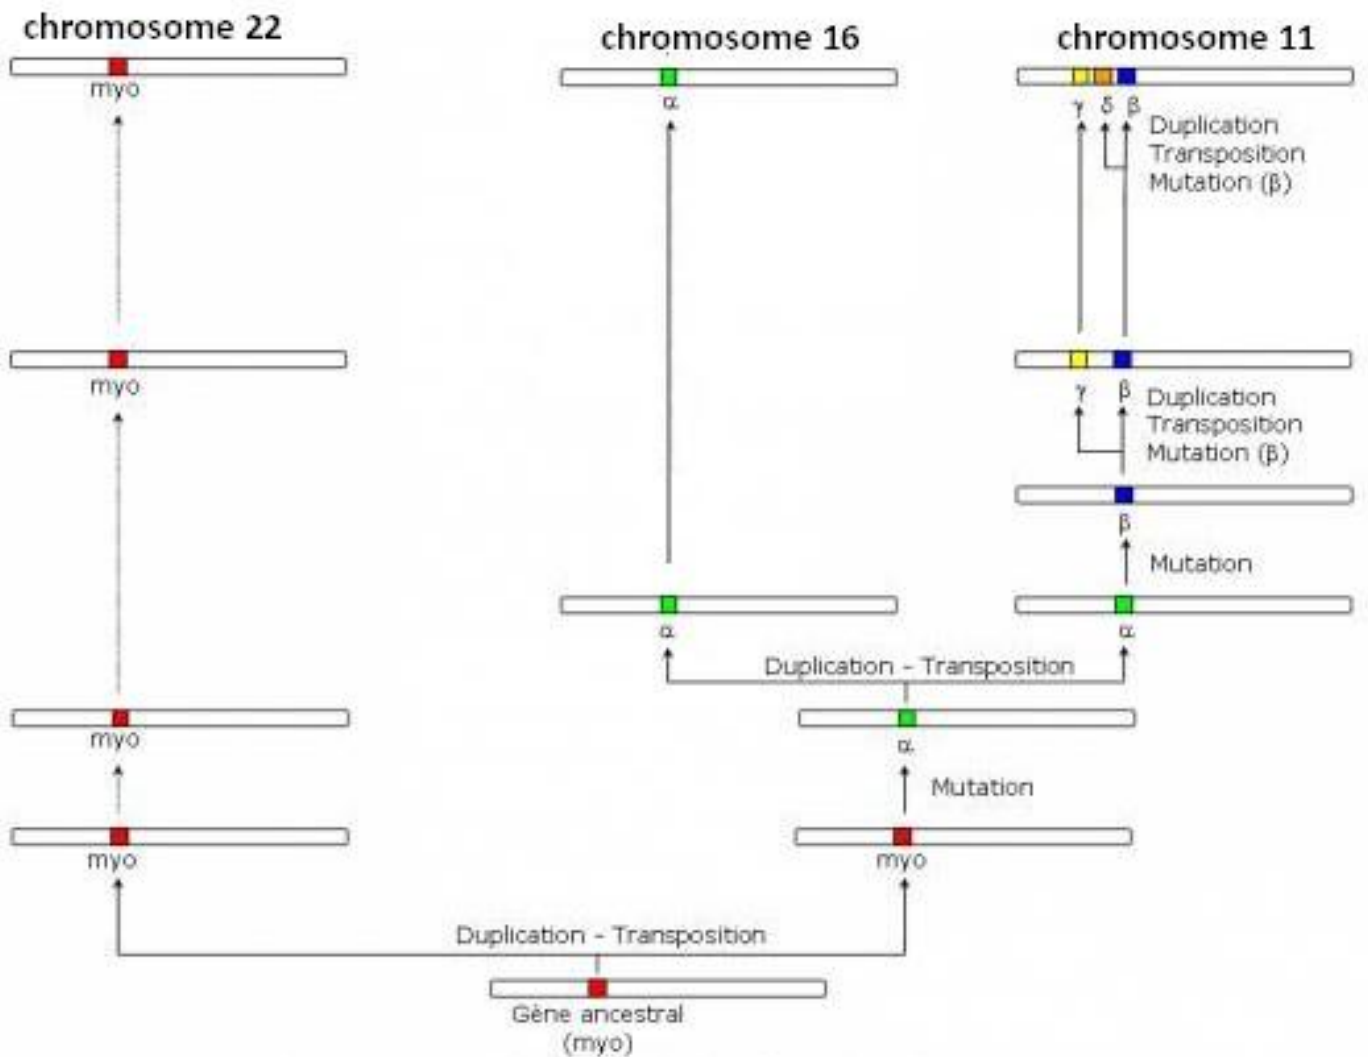 chromosome 22
chromosome 16
chromosome 11
myo
α
γ δ β
Duplication
Transposition
Mutation (β)
myo
γ β
Duplication
Transposition
Mutation (β)
β
Mutation
α
α
Duplication - Transposition
myo
α
Mutation
myo
myo
Duplication - Transposition
Gène ancestral
(myo)